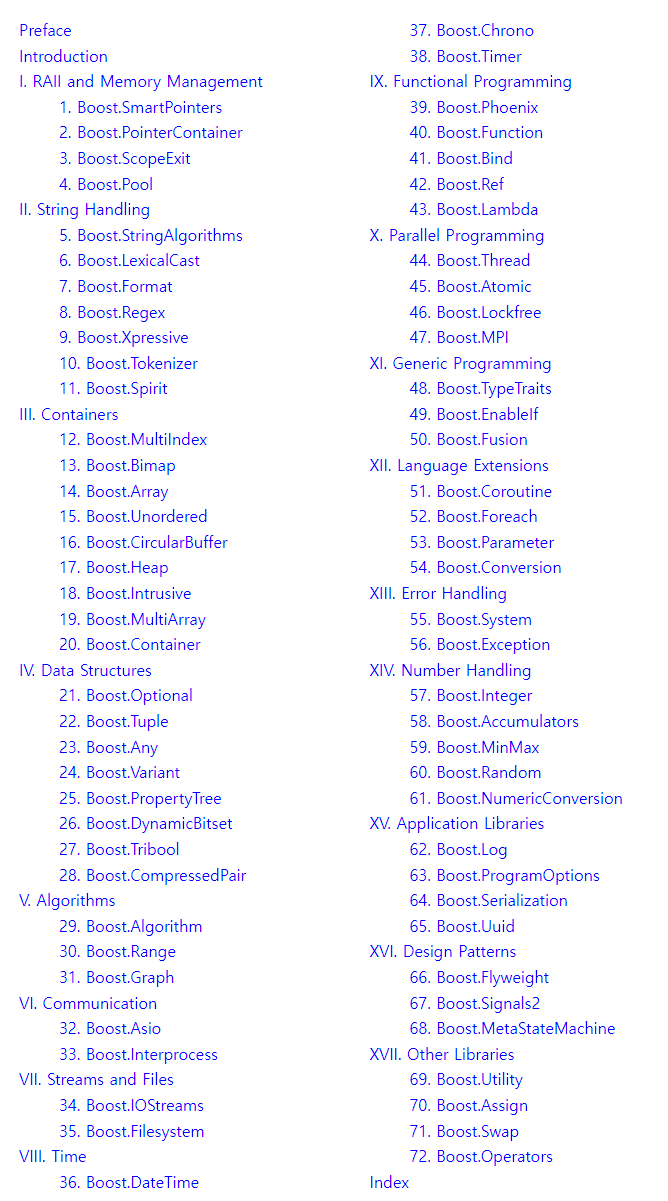 Preface
Introduction
I. RAII and Memory Management
1. Boost.SmartPointers
2. Boost.PointerContainer
3. Boost.ScopeExit
4. Boost.Pool
II. String Handling
5. Boost.StringAlgorithms
6. Boost.LexicalCast
7. Boost.Format
8. Boost.Regex
9. Boost.Xpressive
10. Boost.Tokenizer
11. Boost.Spirit
III. Containers
12. Boost.MultiIndex
13. Boost.Bimap
14. Boost.Array
15. Boost.Unordered
16. Boost.CircularBuffer
17. Boost.Heap
18. Boost.Intrusive
19. Boost.MultiArray
20. Boost.Container
IV. Data Structures
21. Boost.Optional
22. Boost.Tuple
23. Boost.Any
24. Boost.Variant
25. Boost.PropertyTree
26. Boost.DynamicBitset
27. Boost.Tribool
28. Boost.CompressedPair
V. Algorithms
29. Boost.Algorithm
30. Boost.Range
31. Boost.Graph
VI. Communication
32. Boost.Asio
33. Boost.Interprocess
VII. Streams and Files
34. Boost.IOStreams
35. Boost.Filesystem
VIII. Time
36. Boost.DateTime
37. Boost.Chrono
38. Boost.Timer
IX. Functional Programming
39. Boost.Phoenix
40. Boost.Function
41. Boost.Bind
42. Boost.Ref
43. Boost.Lambda
X. Parallel Programming
44. Boost.Thread
45. Boost.Atomic
46. Boost.Lockfree
47. Boost.MPI
XI. Generic Programming
48. Boost.TypeTraits
49. Boost.EnableIf
50. Boost.Fusion
XII. Language Extensions
51. Boost.Coroutine
52. Boost.Foreach
53. Boost.Parameter
54. Boost.Conversion
XIII. Error Handling
55. Boost.System
56. Boost.Exception
XIV. Number Handling
57. Boost.Integer
58. Boost.Accumulators
59. Boost.MinMax
60. Boost.Random
61. Boost.NumericConversion
XV. Application Libraries
62. Boost.Log
63. Boost.ProgramOptions
64. Boost.Serialization
65. Boost.Uuid
XVI. Design Patterns
66. Boost.Flyweight
67. Boost.Signals2
68. Boost.MetaStateMachine
XVII. Other Libraries
69. Boost.Utility
70. Boost.Assign
71. Boost.Swap
72. Boost.Operators
Index